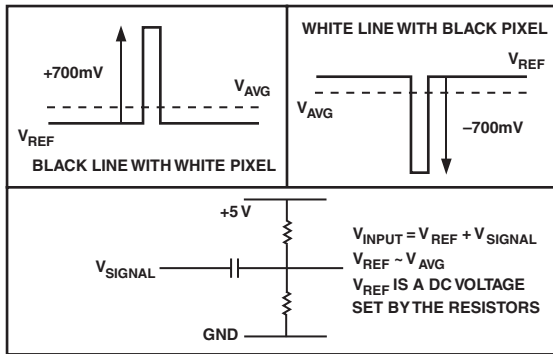 +700mV
VAVG
VREF
BLACK LINE WITH WHITE PIXEL
WHITE LINE WITH BLACK PIXEL
VREF
VAVG
–700mV
+5 V
VSIGNAL
GND
VINPUT = VREF + VSIGNAL
VREF ~ VAVG
VREF IS A DC VOLTAGE
SET BY THE RESISTORS